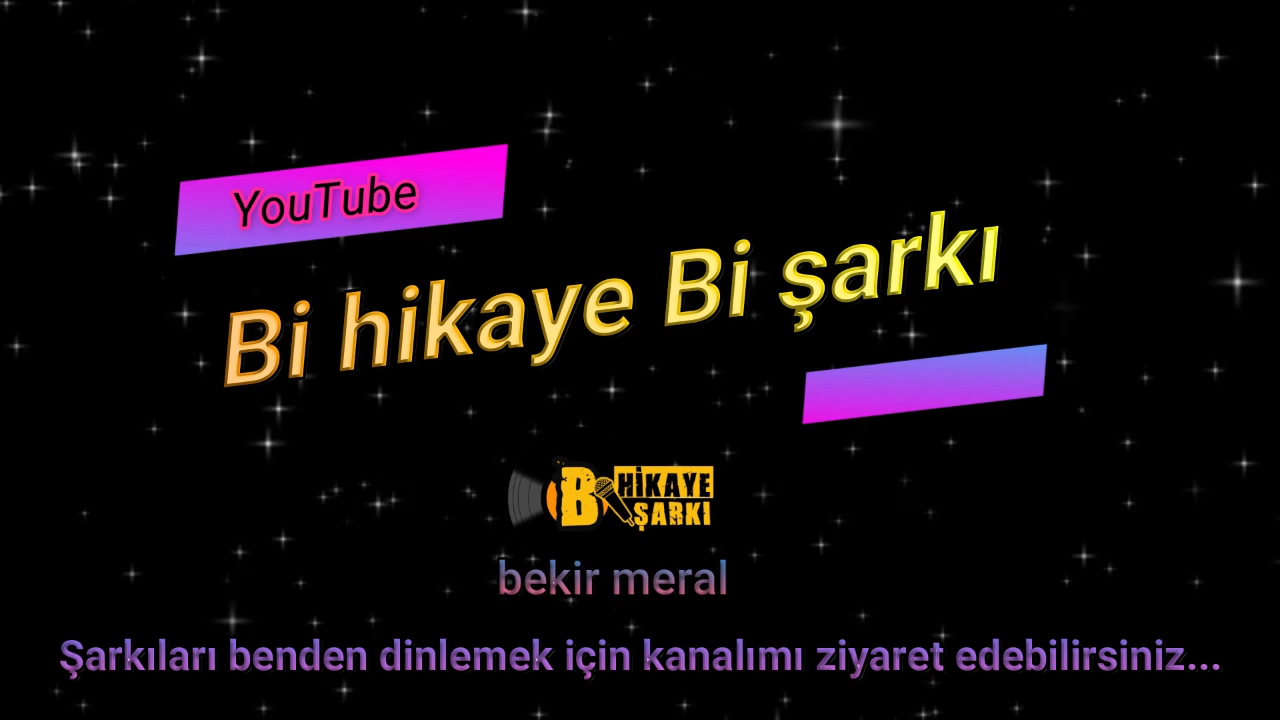 YouTube
Bi hikaye Bi şarkı
Bi HİKAYE
ŞARKI
bekir meral
Şarkıları benden dinlemek için kanalımı ziyaret edebilirsiniz...